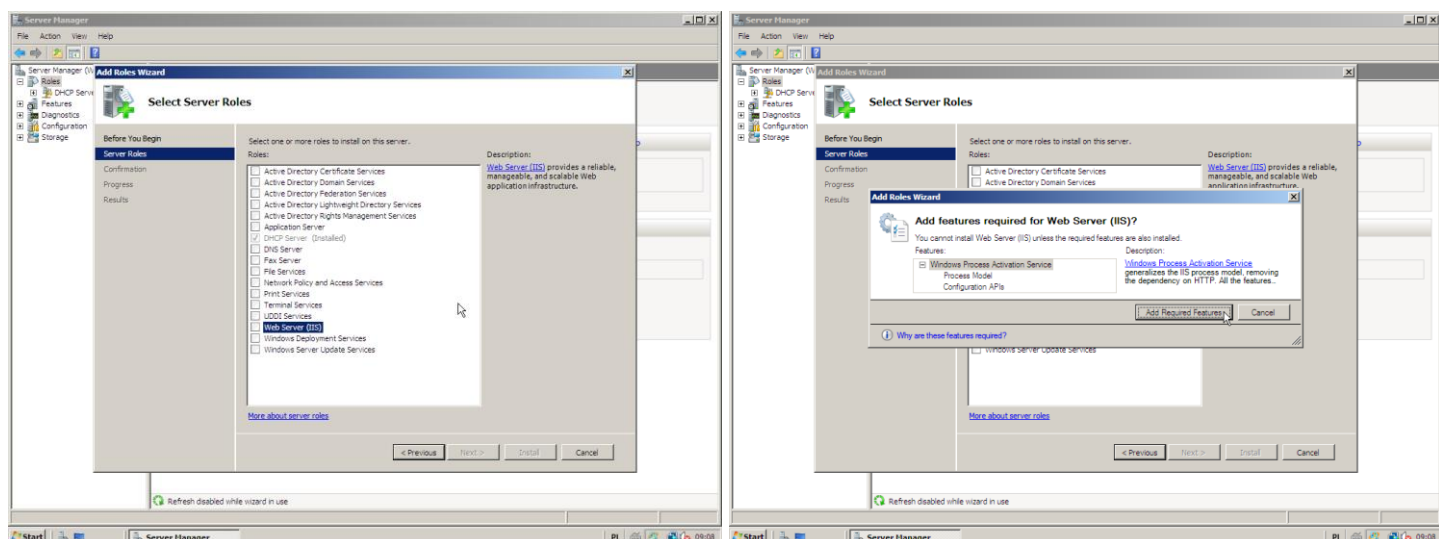 Server Manager
File Action View Help
Server Manager (W
Roles
DHCP Serve
Features
Diagnostics
Configuration
Storage
Add Roles Wizard
Select Server Roles
Before You Begin
Server Roles
Confirmation
Progress
Results
Select one or more roles to install on this server.
Roles:
Active Directory Certificate Services
Active Directory Domain Services
Active Directory Federation Services
Active Directory Lightweight Directory Services
Active Directory Rights Management Services
Application Server
DHCP Server (Installed)
DNS Server
Fax Server
File Services
Network Policy and Access Services
Print Services
Terminal Services
UDDI Services
Web Server (IIS)
Windows Deployment Services
Windows Server Update Services
More about server roles
Description:
Web Server (IIS) provides a reliable,
manageable, and scalable Web
application infrastructure.
< Previous Next > Install Cancel
Refresh disabled while wizard in use
Start Server Manager PL 09:08
Server Manager
File Action View Help
Server Manager (W
Roles
DHCP Serve
Features
Diagnostics
Configuration
Storage
Add Roles Wizard
Select Server Roles
Before You Begin
Server Roles
Confirmation
Progress
Results
Select one or more roles to install on this server.
Roles:
Active Directory Certificate Services
Active Directory Domain Services
Description:
Web Server (IIS) provides a reliable,
manageable, and scalable Web
application infrastructure.
Add Roles Wizard
Add features required for Web Server (IIS)?
You cannot install Web Server (IIS) unless the required features are also installed.
Features:
Windows Process Activation Service
Process Model
Configuration APIs
Description:
Windows Process Activation Service
generalizes the IIS process model, removing
the dependency on HTTP. All the features..
Add Required Features Cancel
Why are these features required?
Windows Server Update Services
More about server roles
< Previous Next > Install Cancel
Refresh disabled while wizard in use
Start Server Manager PL 09:08